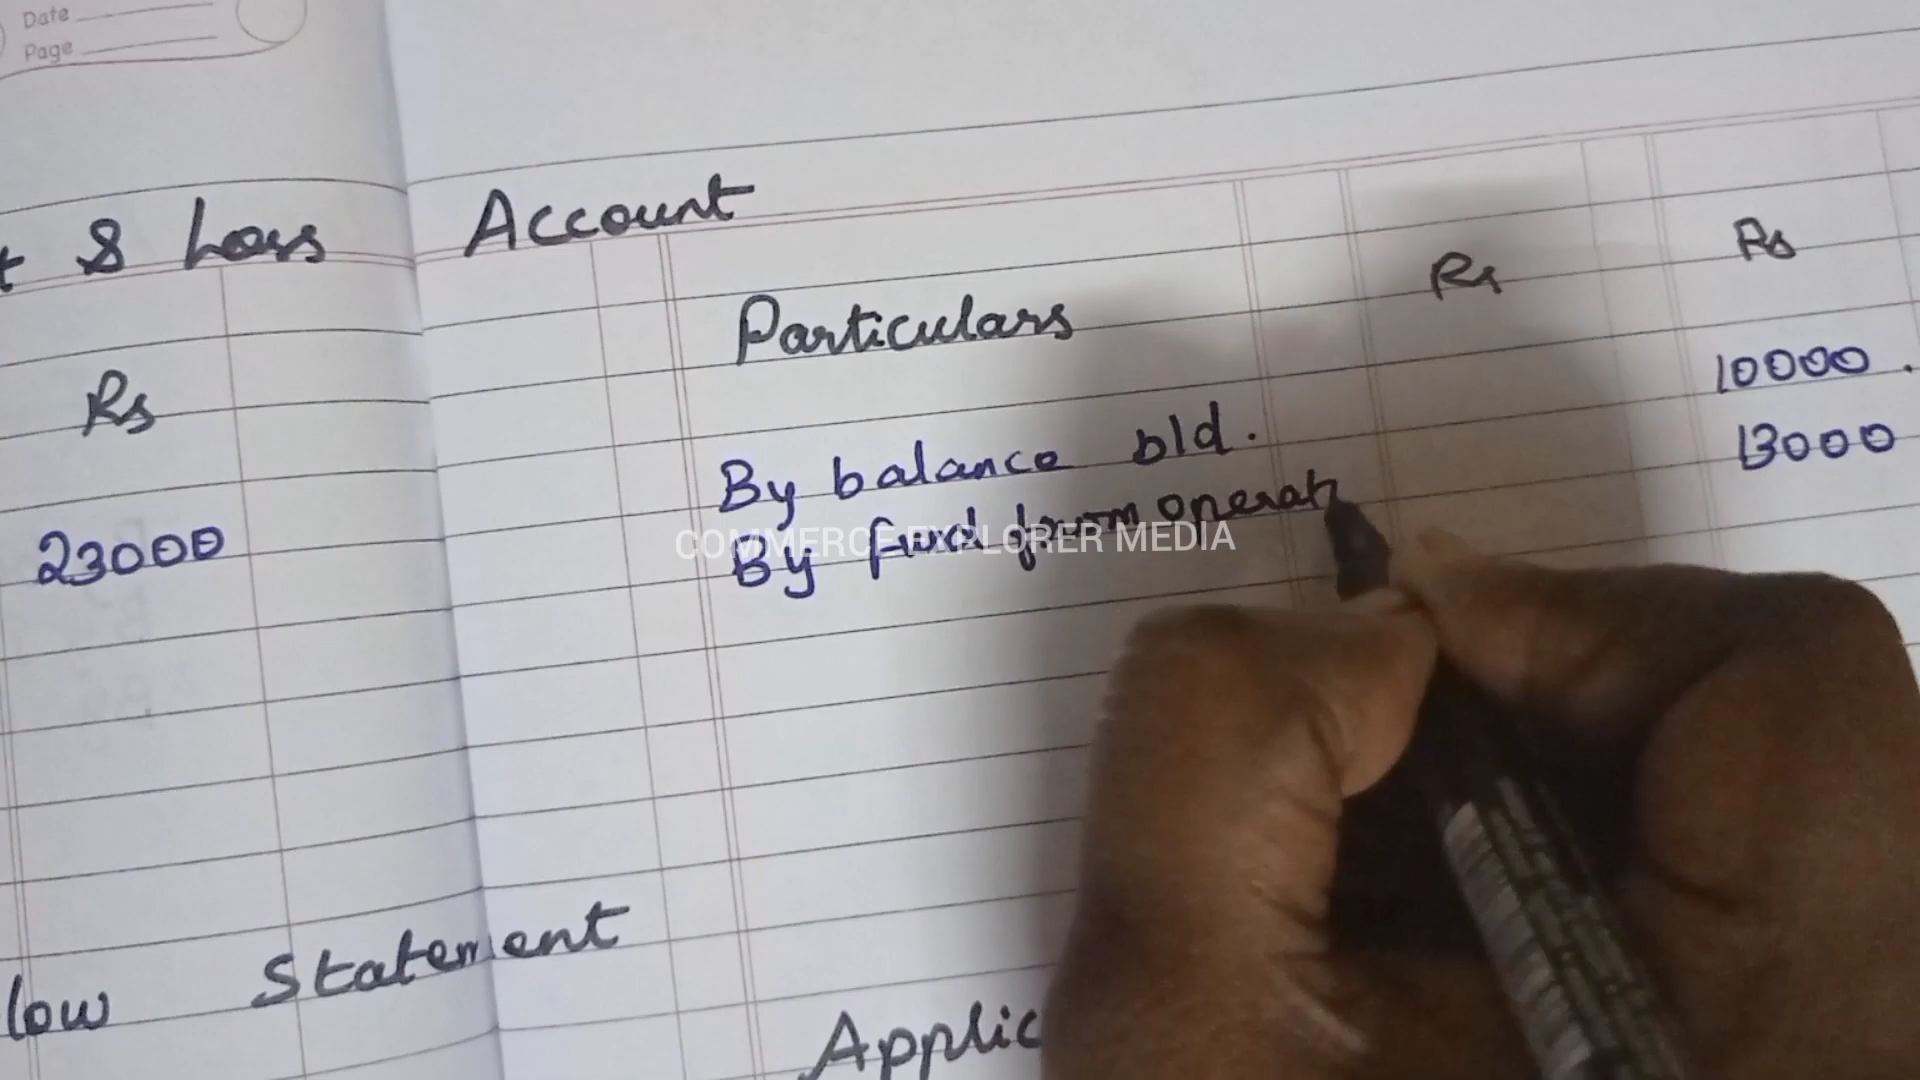 Date
Page
t & Loss Account
Particulars Rs Rs
Rs
10000.
By balance b/d. 13000
23000 By fund from operati
COMMERCE EXPLORER MEDIA
low Statement
Applic